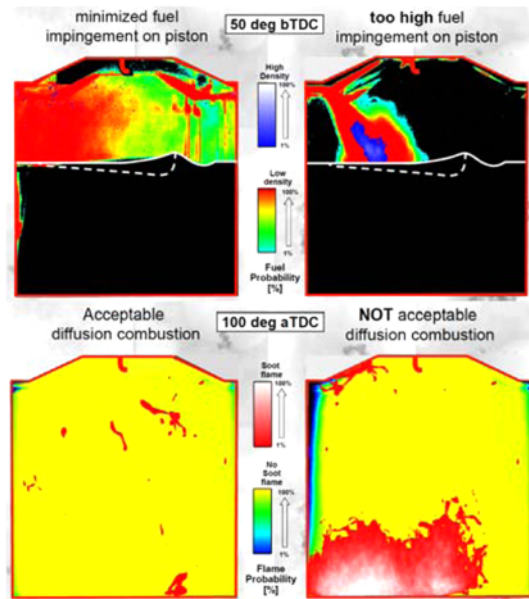 minimized fuel
impingement on piston
50 deg bTDC
too high fuel
impingement on piston
High
Density
100%
1%
Low
density
100%
1%
Fuel
Probability
[%]
Acceptable
diffusion combustion
100 deg aTDC
NOT acceptable
diffusion combustion
Soot
flame
100%
1%
No
Soot
flame
100%
1%
Flame
Probability
[%]